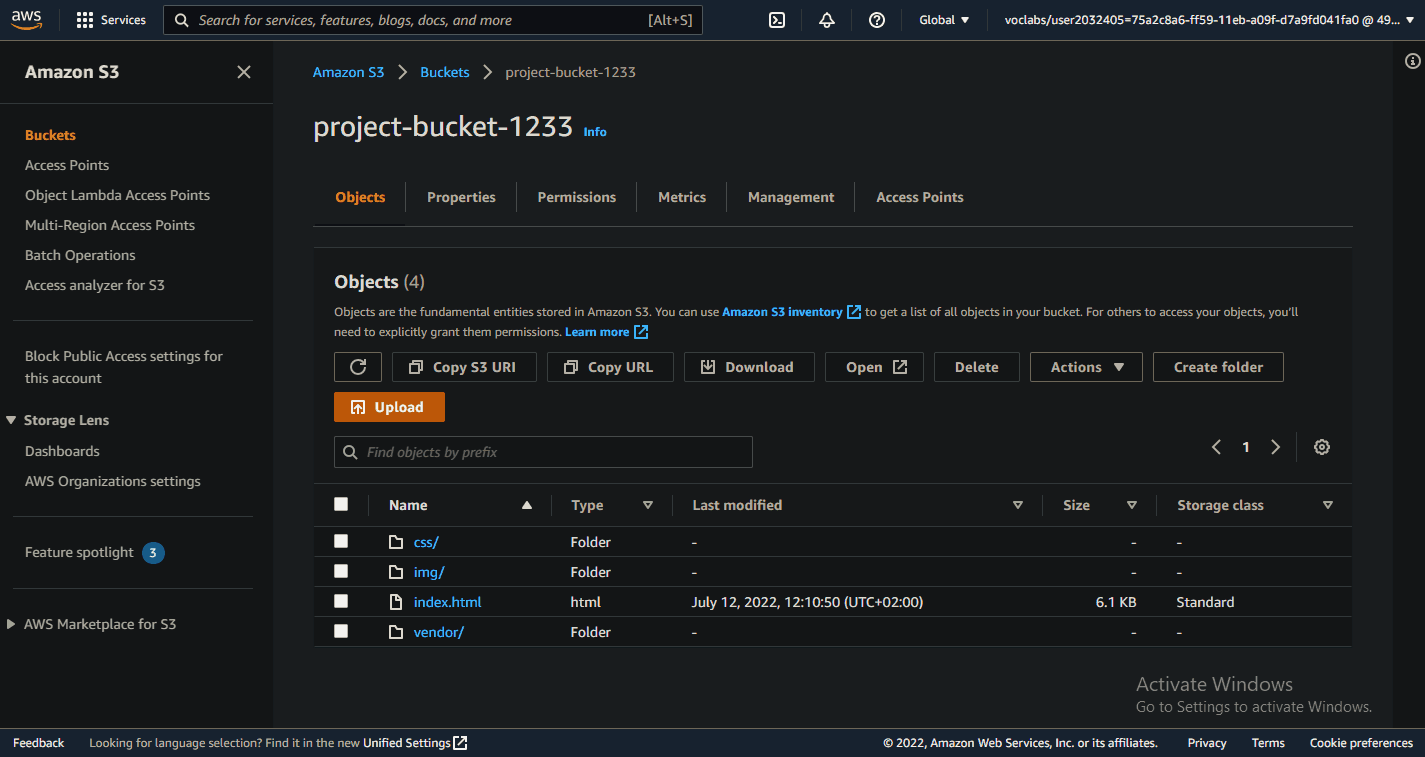 aws Services Search for services, features, blogs, docs, and more [Alt+S] Global voclabs/user2032405=75a2c8a6-ff59-11eb-a09f-d7a9fd041fa0 @ 49...
Amazon S3
Buckets
Access Points
Object Lambda Access Points
Multi-Region Access Points
Batch Operations
Access analyzer for S3
Block Public Access settings for
this account
Storage Lens
Dashboards
AWS Organizations settings
Feature spotlight 3
AWS Marketplace for S3
Amazon S3 Buckets project-bucket-1233
project-bucket-1233 Info
Objects Properties Permissions Metrics Management Access Points
Objects (4)
Objects are the fundamental entities stored in Amazon S3. You can use Amazon S3 inventory to get a list of all objects in your bucket. For others to access your objects, you'll
need to explicitly grant them permissions. Learn more
Copy S3 URI Copy URL Download Open Delete Actions Create folder
Upload
Find objects by prefix 1
Name Type Last modified Size Storage class
css/ Folder - - -
img/ Folder - - -
index.html html July 12, 2022, 12:10:50 (UTC+02:00) 6.1 KB Standard
vendor/ Folder - - -
Activate Windows
Go to Settings to activate Windows.
Feedback Looking for language selection? Find it in the new Unified Settings © 2022, Amazon Web Services, Inc. or its affiliates. Privacy Terms Cookie preferences